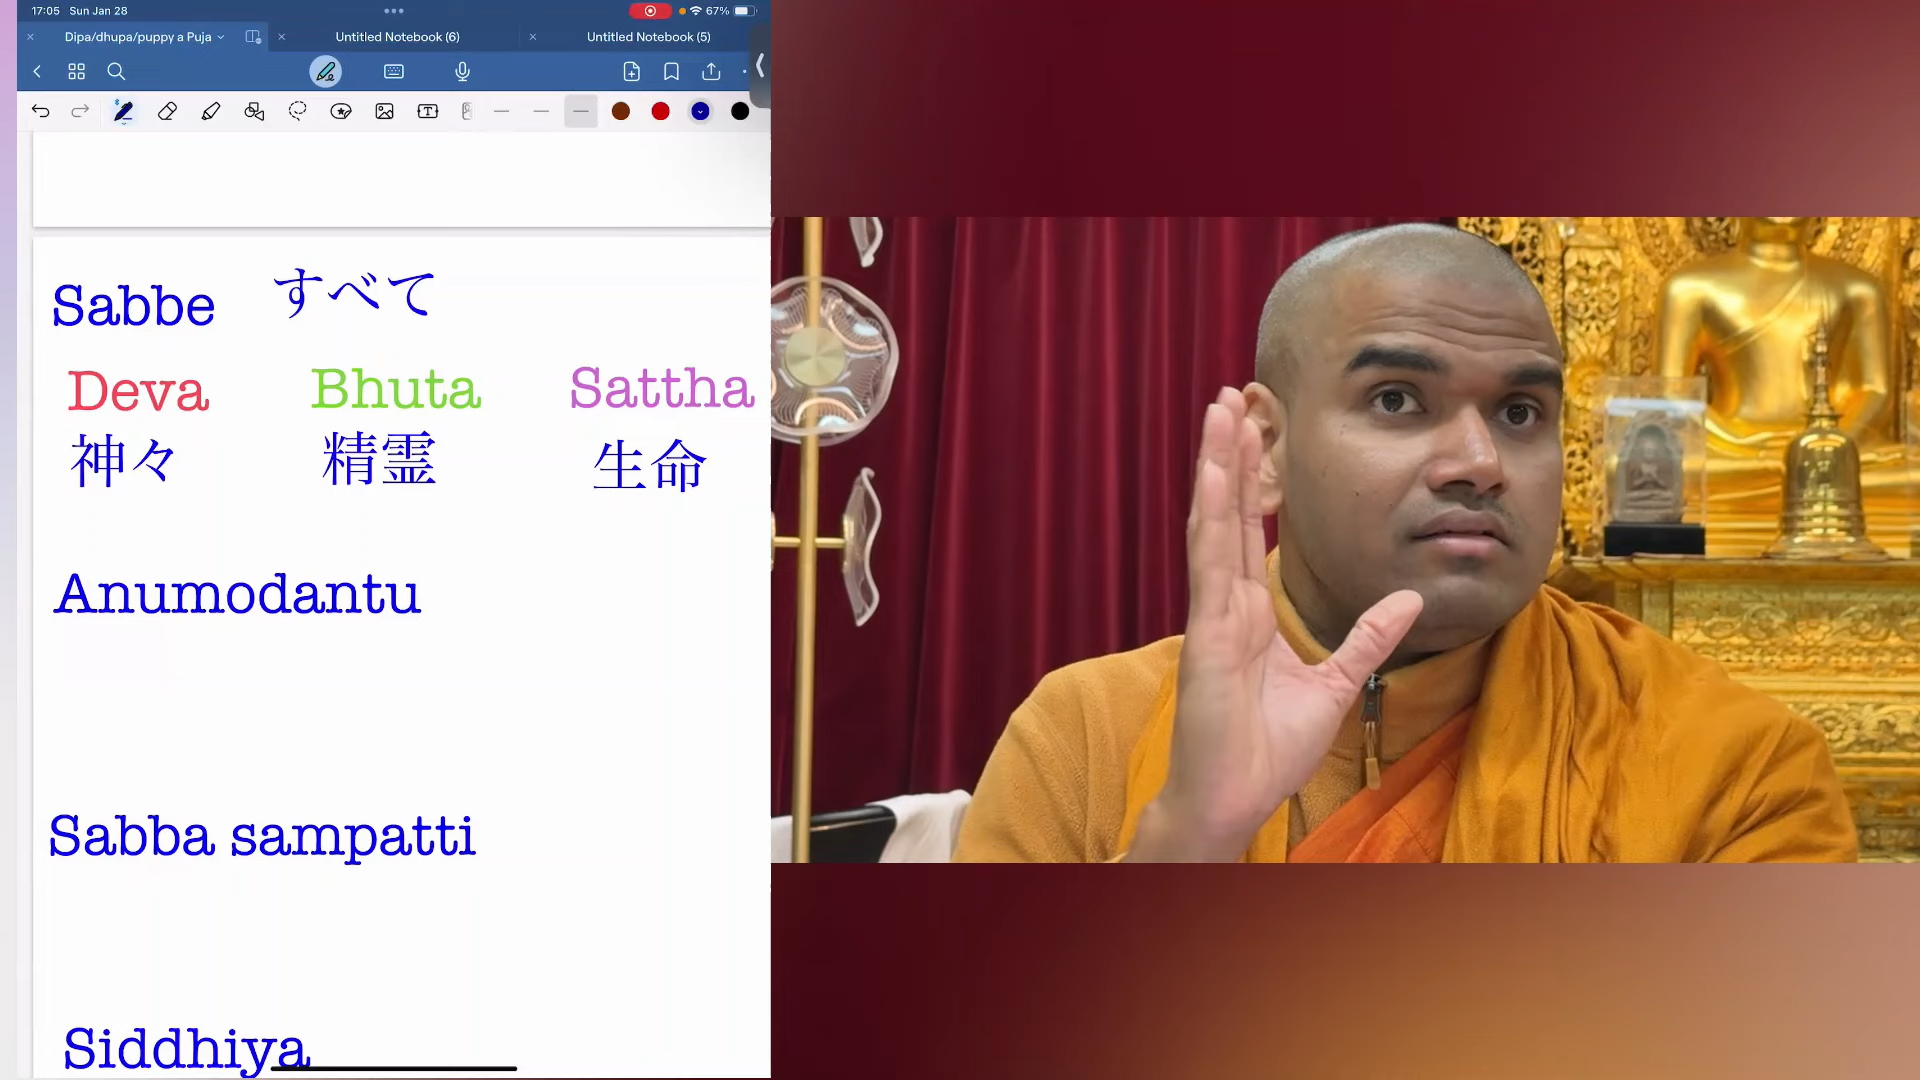 17:05 Sun Jan 28
67%
Dipa/dhupa/puppy a Puja
Untitled Notebook (6)
Untitled Notebook (5)
Sabbe すべて
Deva Bhuta Sattha
神々 精霊 生命
Anumodantu
Sabba sampatti
Siddhiya